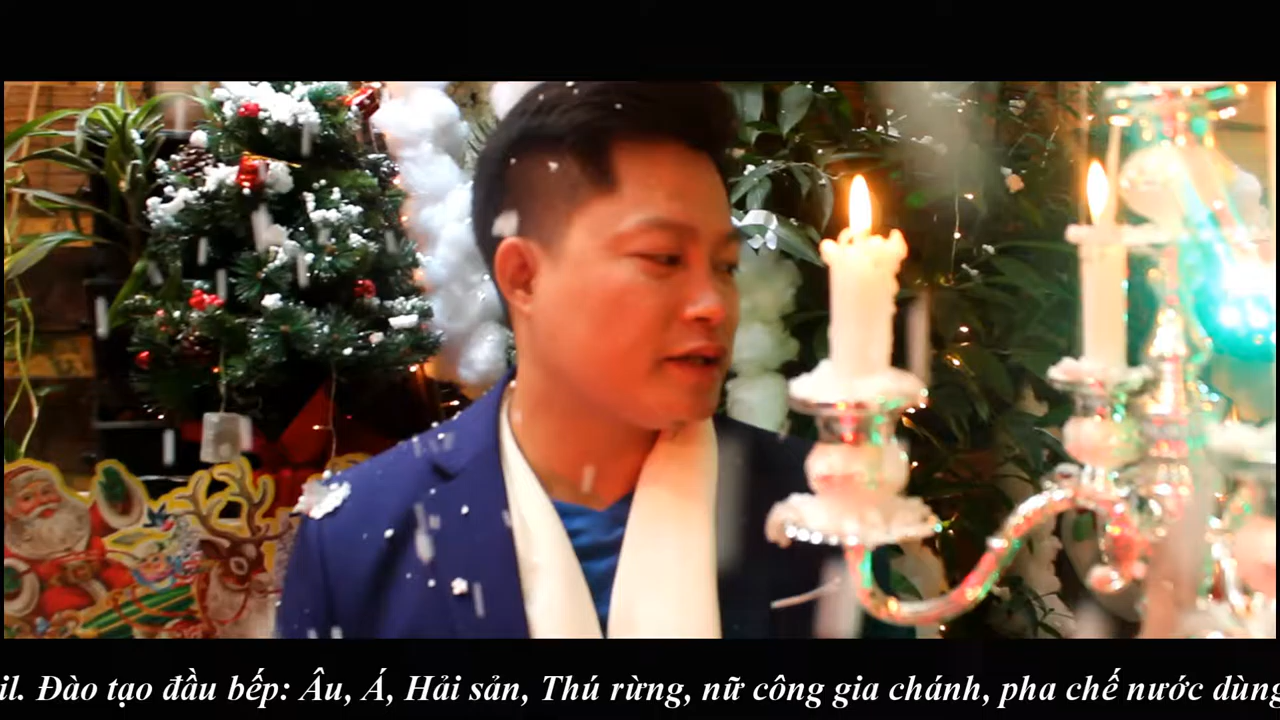 il. Đào tạo đầu bếp: Âu, Á, Hải sản, Thú rừng, nữ công gia chánh, pha chế nước dùng